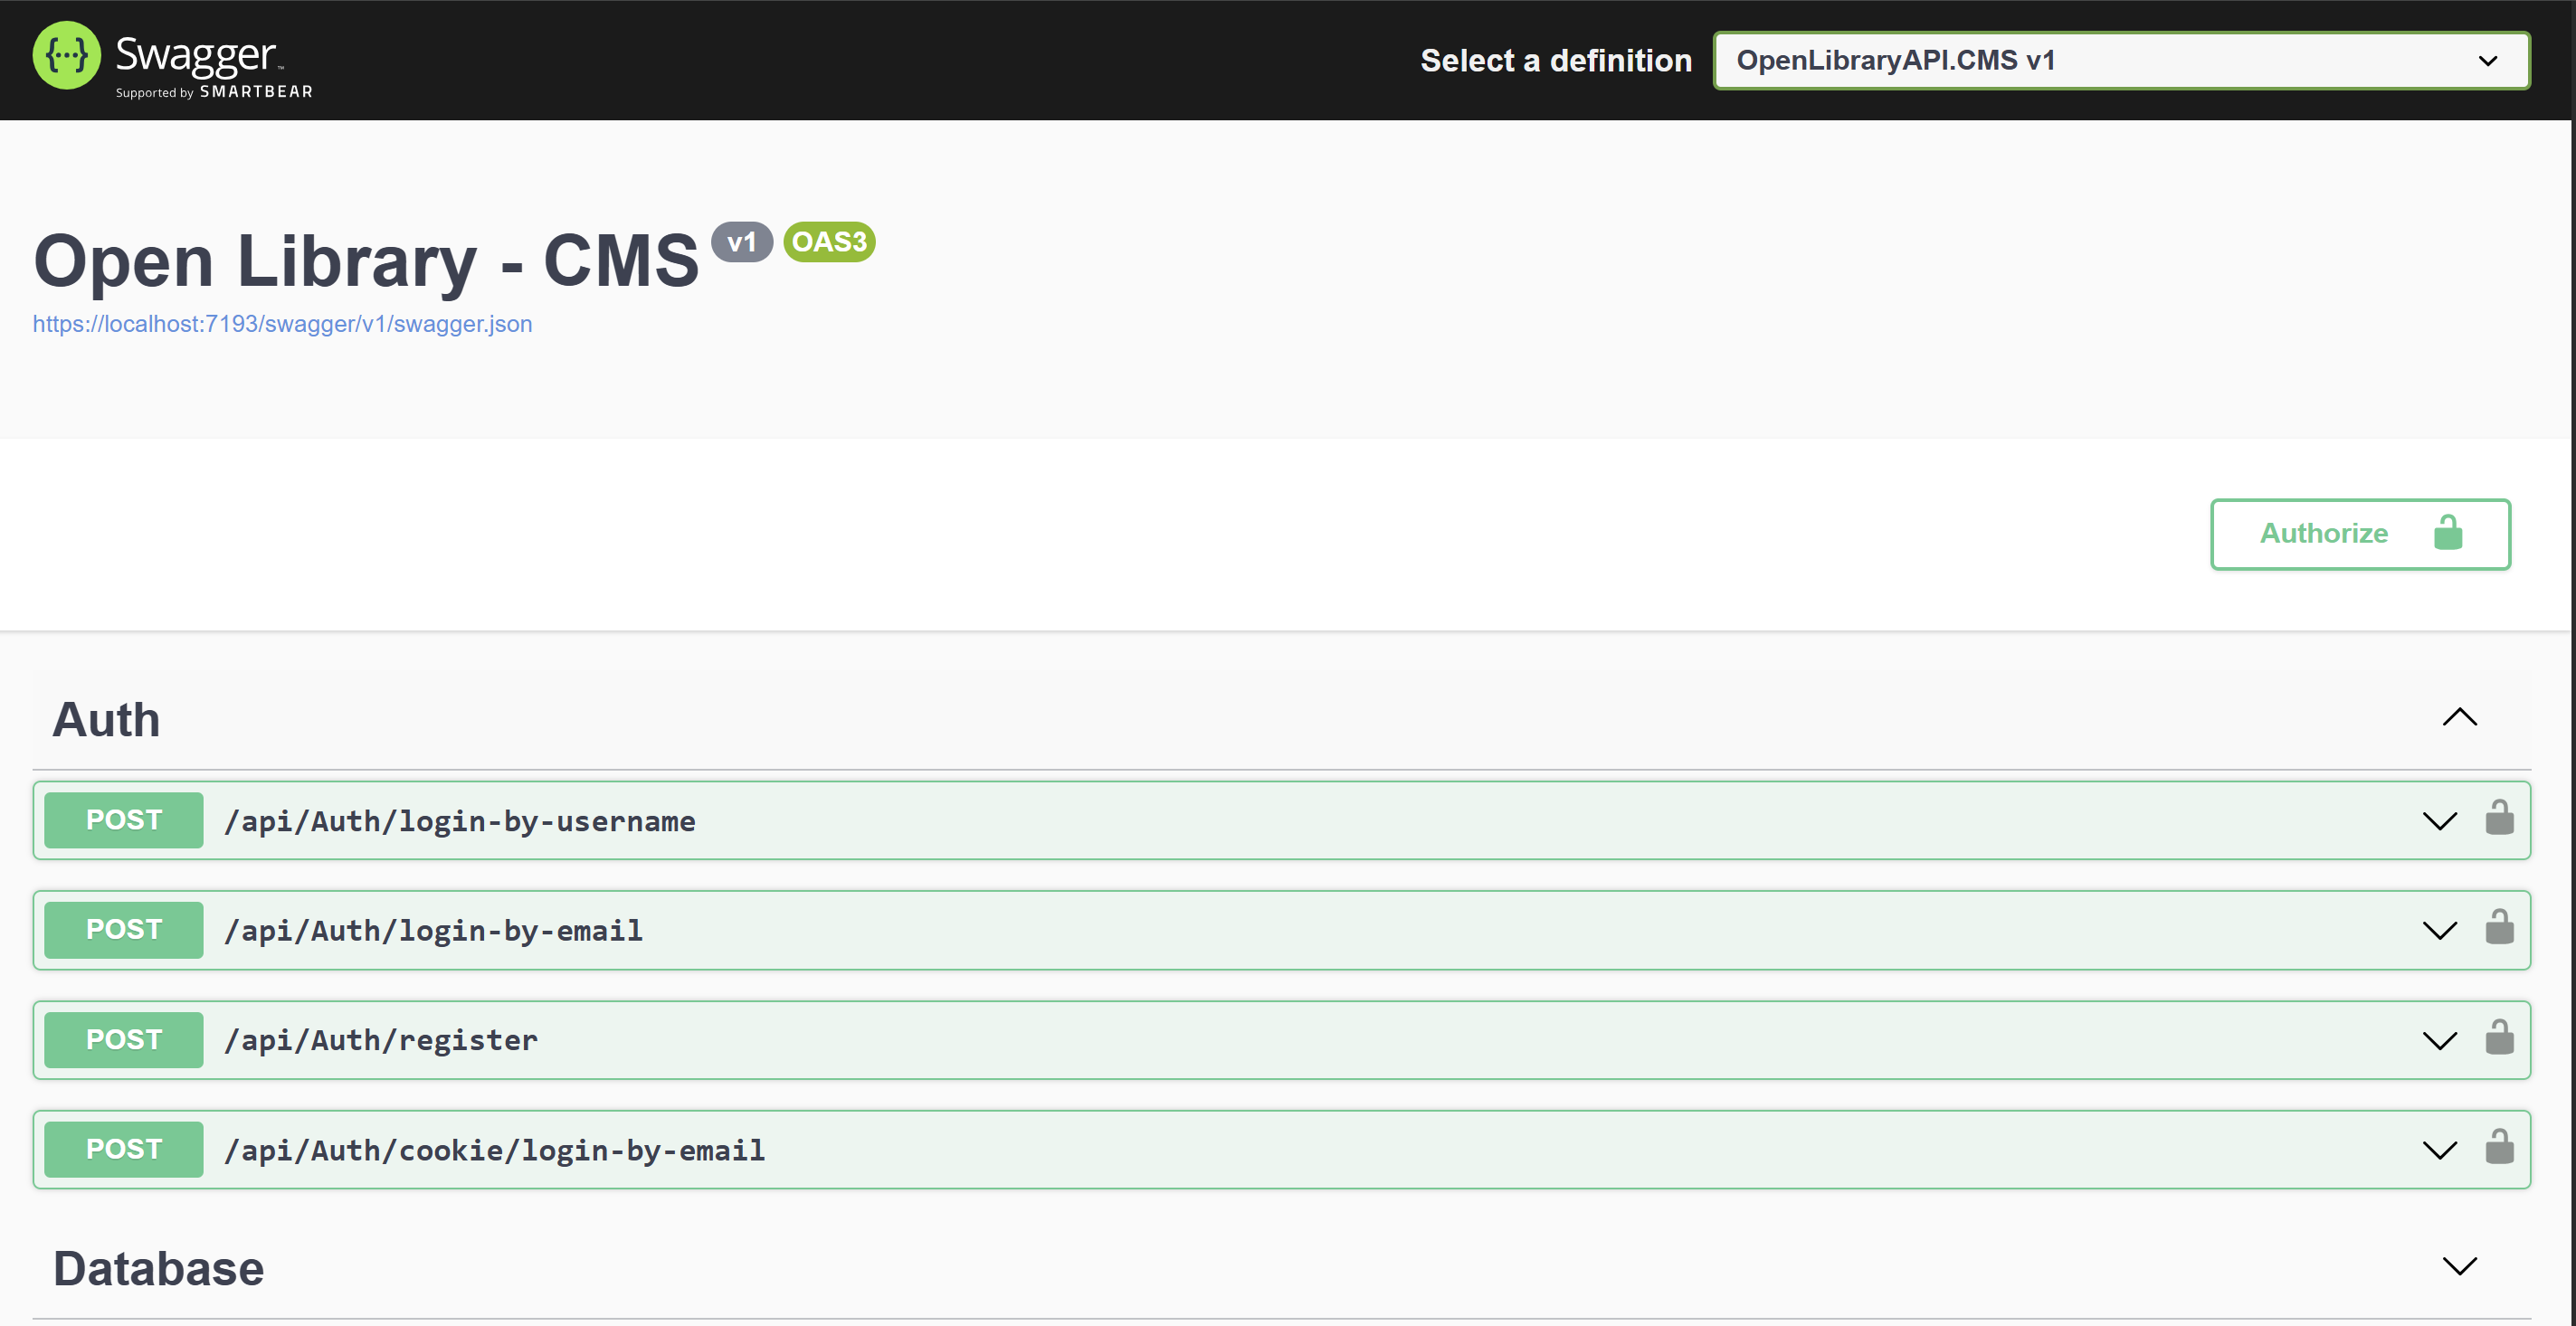 {...} Swagger™
Supported by SMARTBEAR
Select a definition
OpenLibraryAPI.CMS v1
Open Library - CMS v1 OAS3
https://localhost:7193/swagger/v1/swagger.json
Authorize
Auth
POST /api/Auth/login-by-username
POST /api/Auth/login-by-email
POST /api/Auth/register
POST /api/Auth/cookie/login-by-email
Database